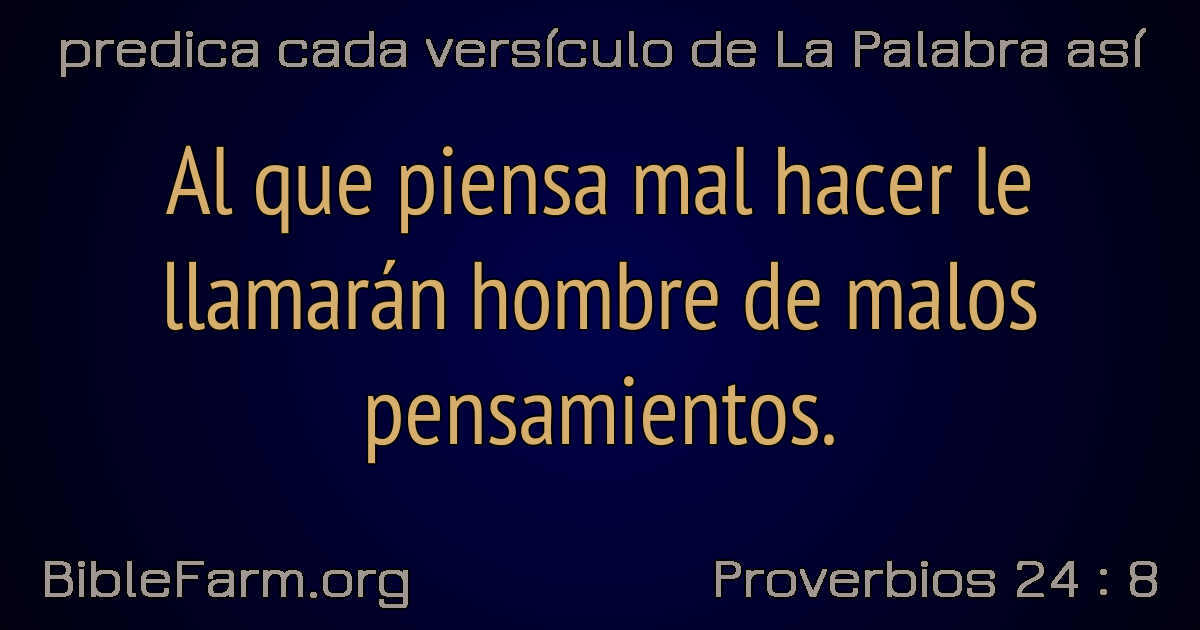 predica cada versículo de La Palabra así
Al que piensa mal hacer le
llamarán hombre de malos
pensamientos.
BibleFarm.org
Proverbios 24 : 8